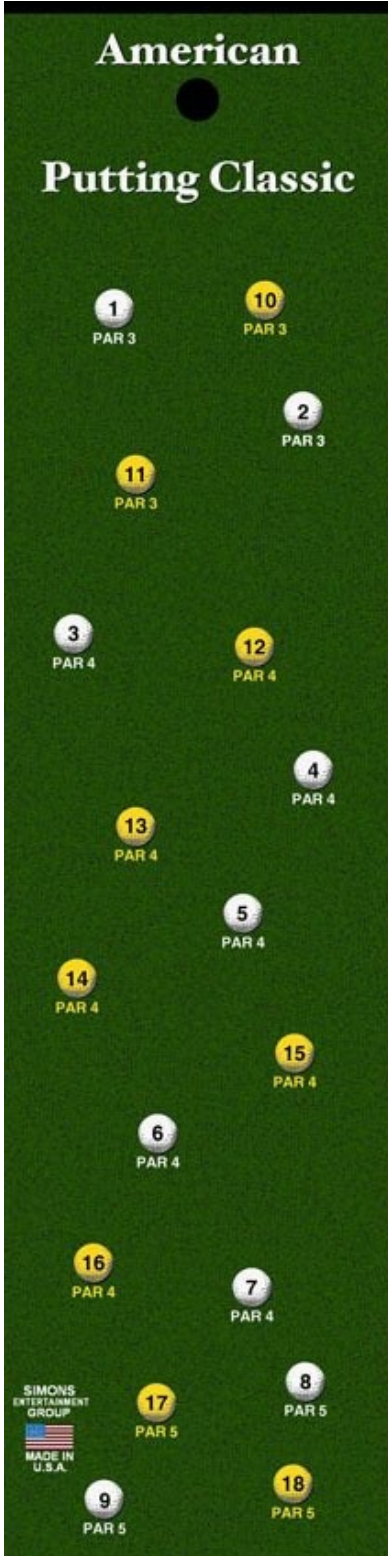 American
Putting Classic
1
PAR 3
10
PAR 3
2
PAR 3
11
PAR 3
3
PAR 4
12
PAR 4
4
PAR 4
13
PAR 4
5
PAR 4
14
PAR 4
15
PAR 4
6
PAR 4
16
PAR 4
7
PAR 4
8
PAR 5
17
PAR 5
SIMONS
ENTERTAINMENT
GROUP
MADE IN
U.S.A.
18
PAR 5
9
PAR 5